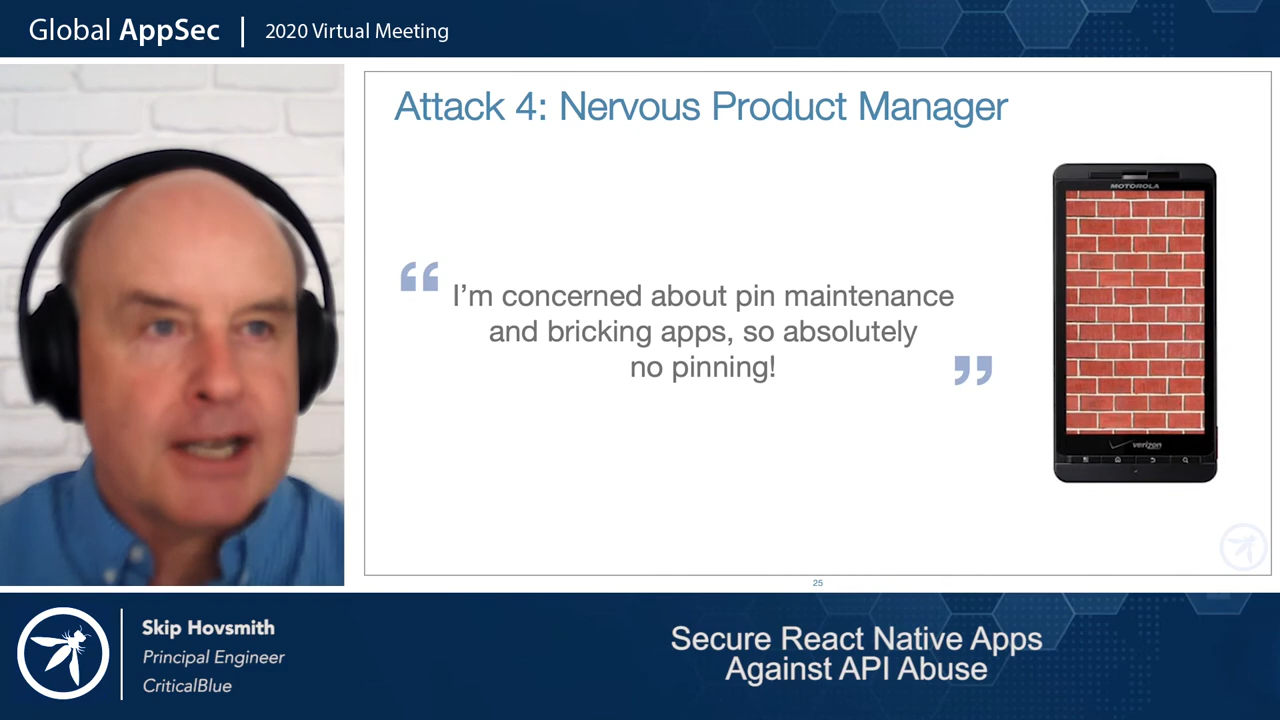 Global AppSec | 2020 Virtual Meeting
Attack 4: Nervous Product Manager
MOTOROLA
“ I’m concerned about pin maintenance
and bricking apps, so absolutely
no pinning! ”
verizon
25
Skip Hovsmith
Principal Engineer
CriticalBlue
Secure React Native Apps
Against API Abuse